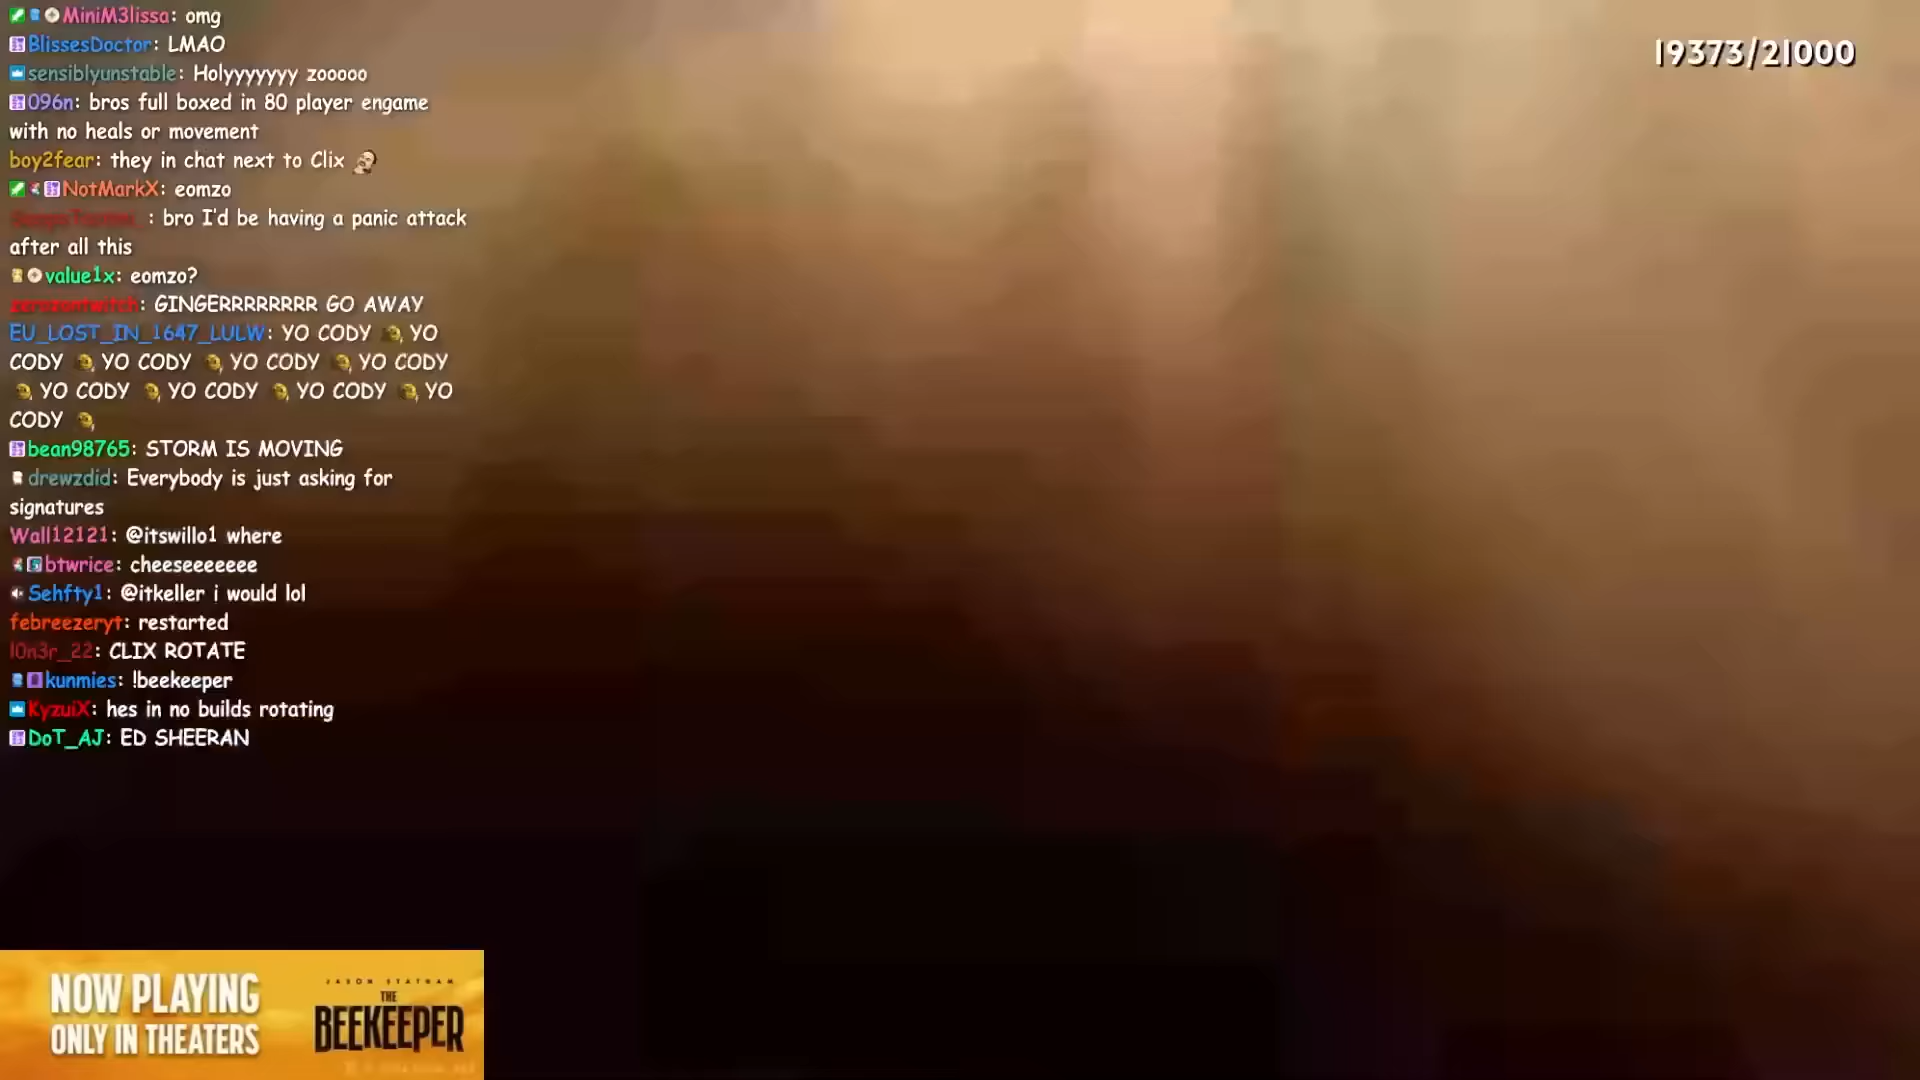 MiniM3lissa: omg
19373/21000
BlissesDoctor: LMAO
sensiblyunstable: Holyyyyyyy zooooo
096n: bros full boxed in 80 player engame
with no heals or movement
boy2fear: they in chat next to Clix
NotMarkX: eomzo
: bro I'd be having a panic attack
after all this
value1x: eomzo?
zerozontwitch: GINGERRRRRRRR GO AWAY
EU_LOST_IN_1647_LULW: YO CODY YO
CODY YO CODY YO CODY YO CODY
YO CODY YO CODY YO CODY YO
CODY
bean98765: STORM IS MOVING
drewzdid: Everybody is just asking for
signatures
Wall12121: @itswillo1 where
btwrice: cheeseeeeeee
Sehfty1: @itkeller i would lol
febreezeryt: restarted
l0n3r_22: CLIX ROTATE
kunmies: !beekeeper
KyzuiX: hes in no builds rotating
DoT_AJ: ED SHEERAN
NOW PLAYING
ONLY IN THEATERS
JASON STATHAM
THE
BEEKEEPER